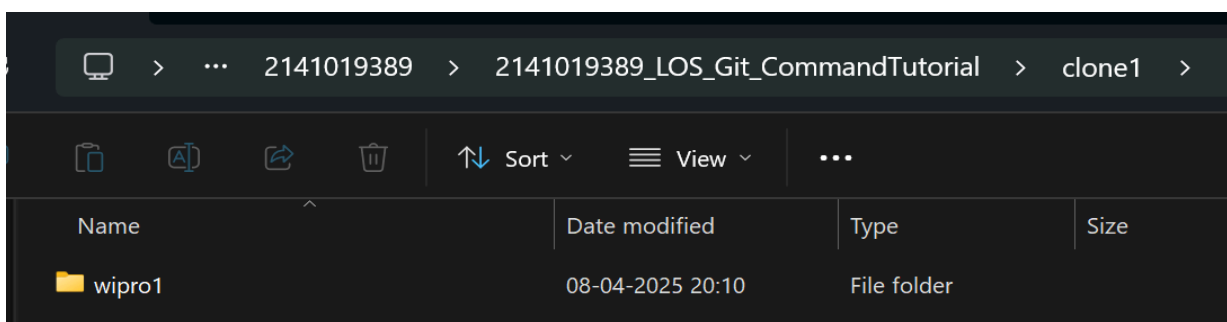 2141019389 > 2141019389_LOS_Git_CommandTutorial > clone1 >
Sort View
Name Date modified Type Size
wipro1 08-04-2025 20:10 File folder